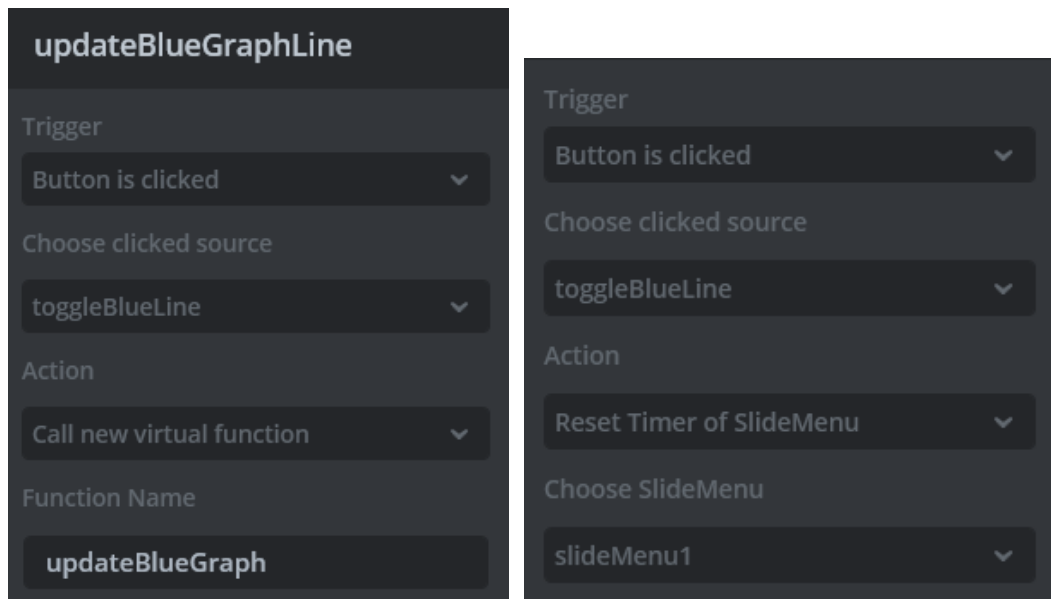 updateBlueGraphLine
Trigger
Button is clicked
Choose clicked source
toggleBlueLine
Action
Call new virtual function
Function Name
updateBlueGraph
Trigger
Button is clicked
Choose clicked source
toggleBlueLine
Action
Reset Timer of SlideMenu
Choose SlideMenu
slideMenu1